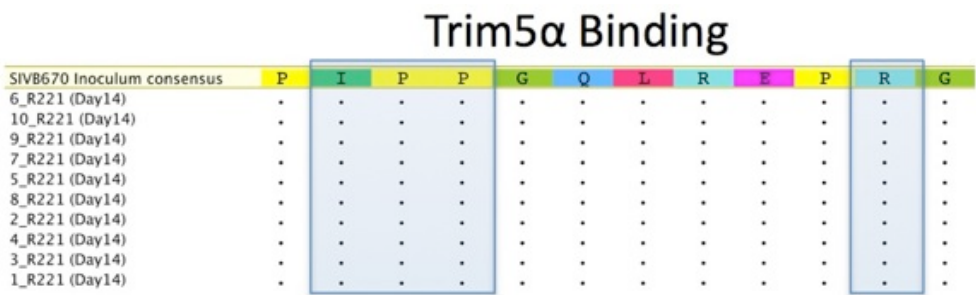 Trim5α Binding
SIVB670 Inoculum consensus P I P P G Q L R E P R G
6_R221 (Day14) . . . . . . . . . . . .
10_R221 (Day14) . . . . . . . . . . . .
9_R221 (Day14) . . . . . . . . . . . .
7_R221 (Day14) . . . . . . . . . . . .
5_R221 (Day14) . . . . . . . . . . . .
8_R221 (Day14) . . . . . . . . . . . .
2_R221 (Day14) . . . . . . . . . . . .
4_R221 (Day14) . . . . . . . . . . . .
3_R221 (Day14) . . . . . . . . . . . .
1_R221 (Day14) . . . . . . . . . . . .